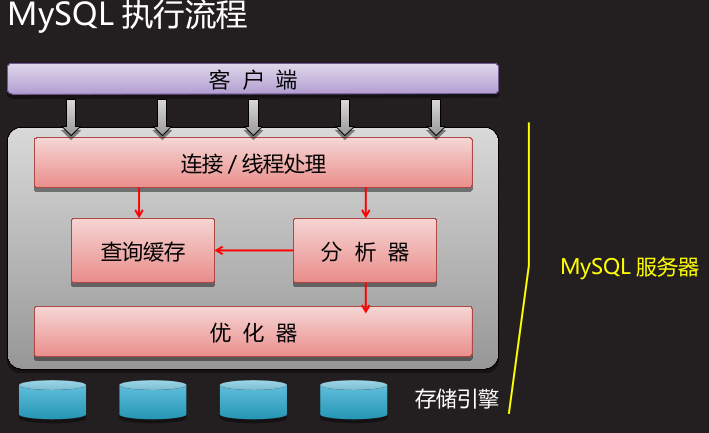 MySQL 执行流程
客 户 端
连接 / 线程处理
查询缓存
分 析 器
MySQL 服务器
优 化 器
存储引擎